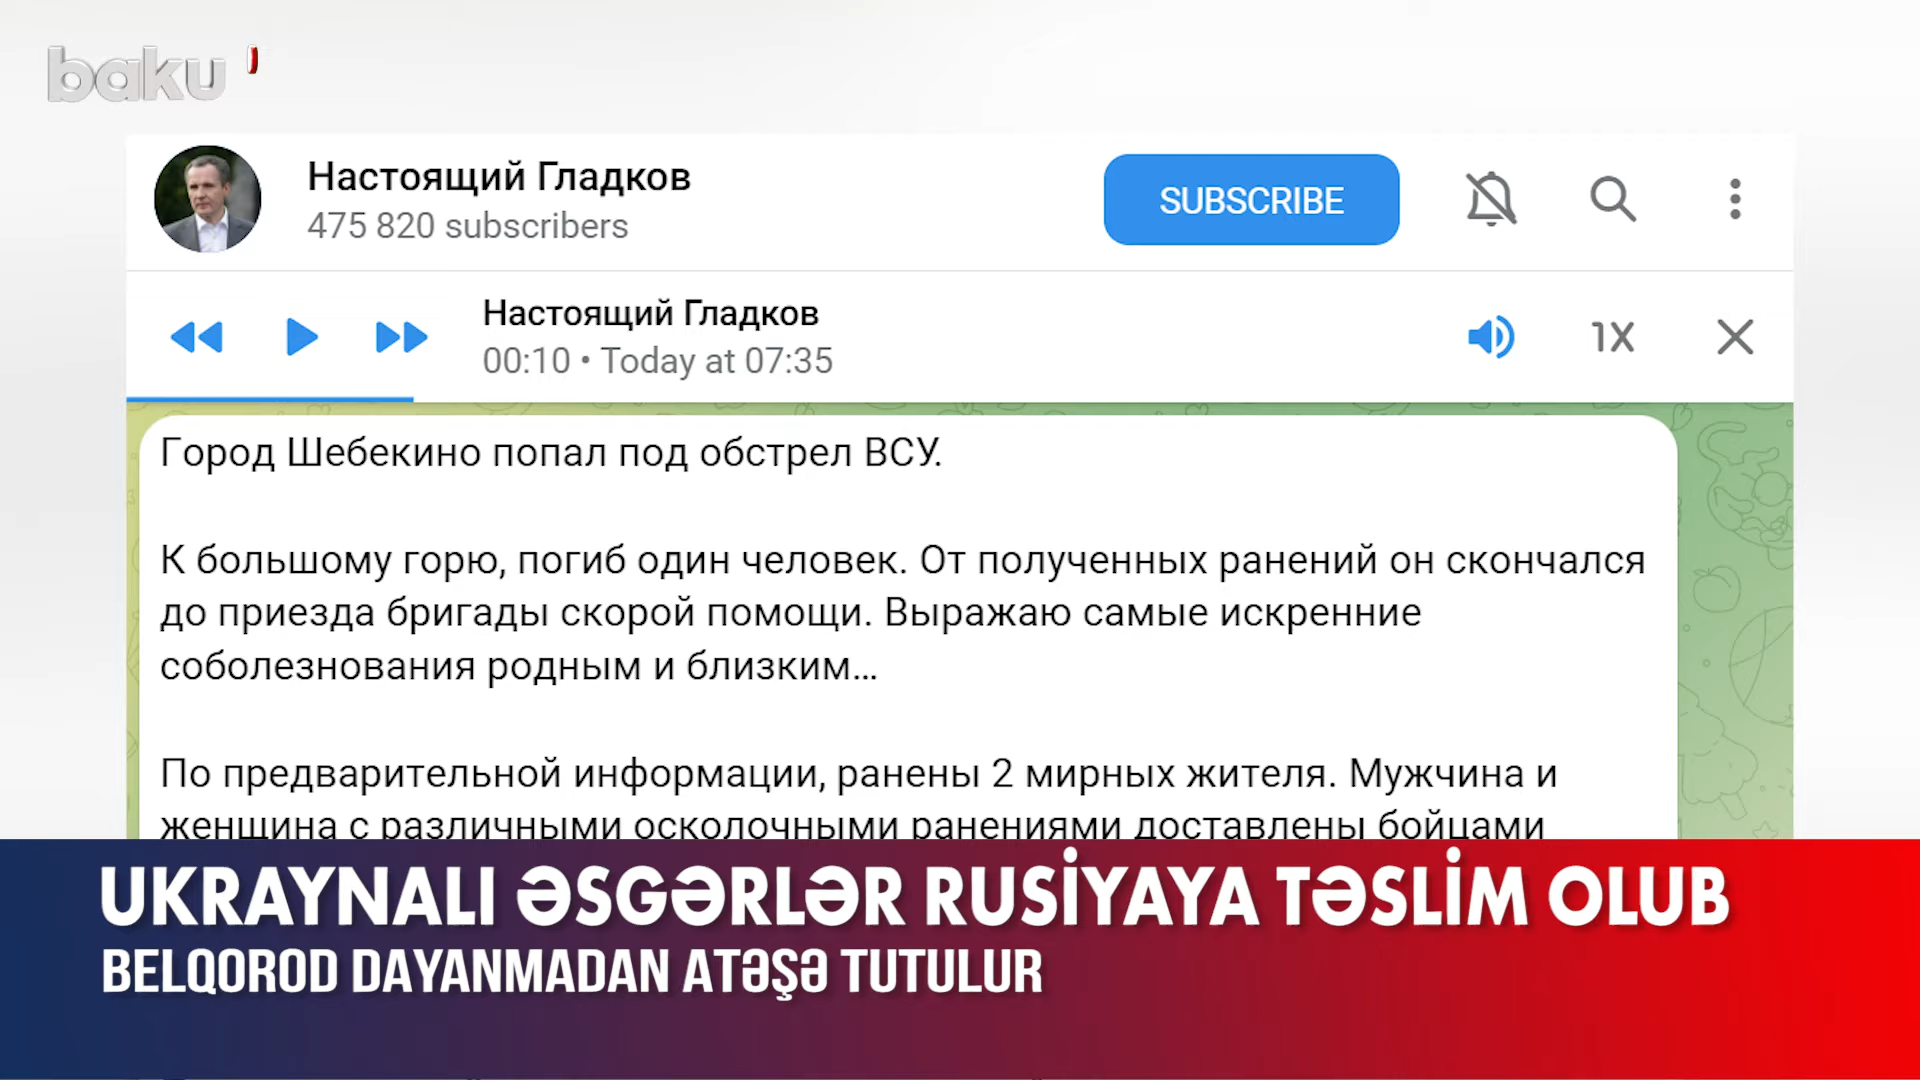 baku
Настоящий Гладков
475 820 subscribers
SUBSCRIBE
Настоящий Гладков
00:10 • Today at 07:35
1X
Город Шебекино попал под обстрел ВСУ.
К большому горю, погиб один человек. От полученных ранений он скончался
до приезда бригады скорой помощи. Выражаю самые искренние
соболезнования родным и близким...
По предварительной информации, ранены 2 мирных жителя. Мужчина и
женщина с различными осколочными ранениями доставлены бойцами
UKRAYNALI ƏSGƏRLƏR RUSİYAYA TƏSLİM OLUB
BELQOROD DAYANMADAN ATƏŞƏ TUTULUR